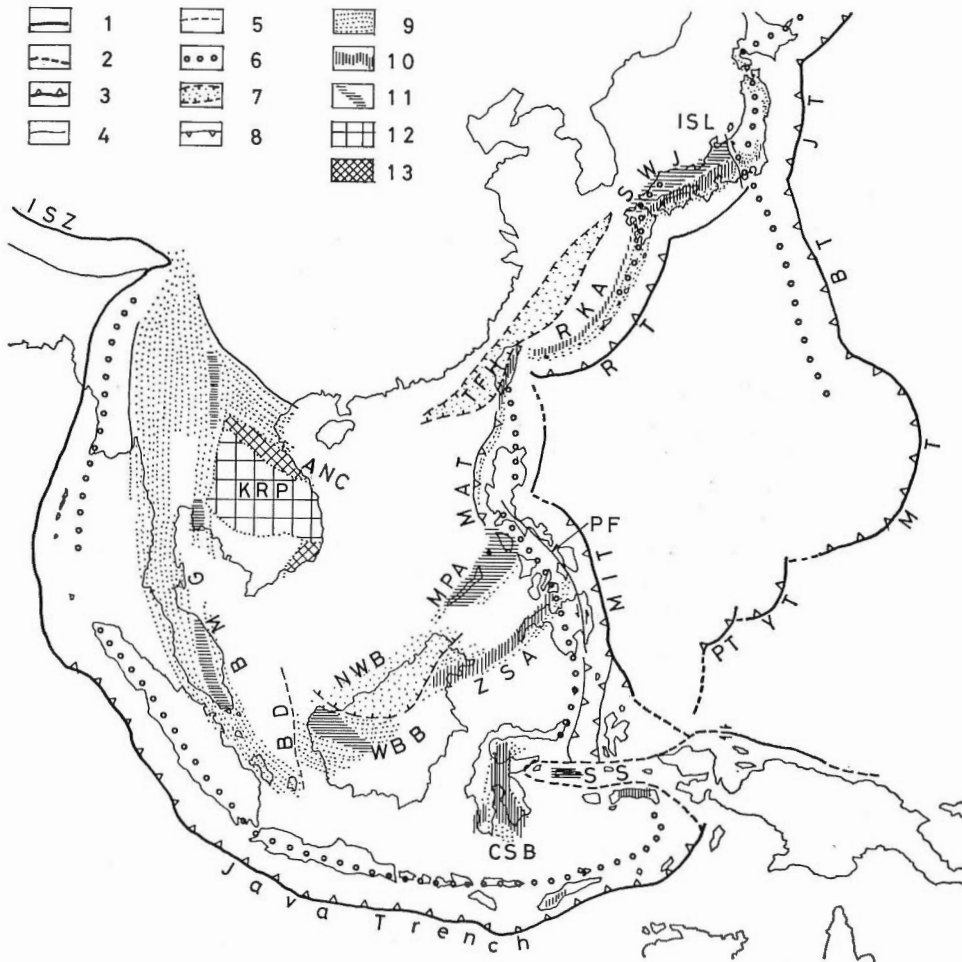 1 5 9
2 6 10
3 7 11
4 8 12
13
ISL
JT
SWJ
ISZ
BT
RKA
RT
TFH
ANC
KRP
MAT
MT
PF
MPA
MIT
G
YT
PT
M
B
NWB
ZSA
BD
WBB
SS
CSB
Java Trench